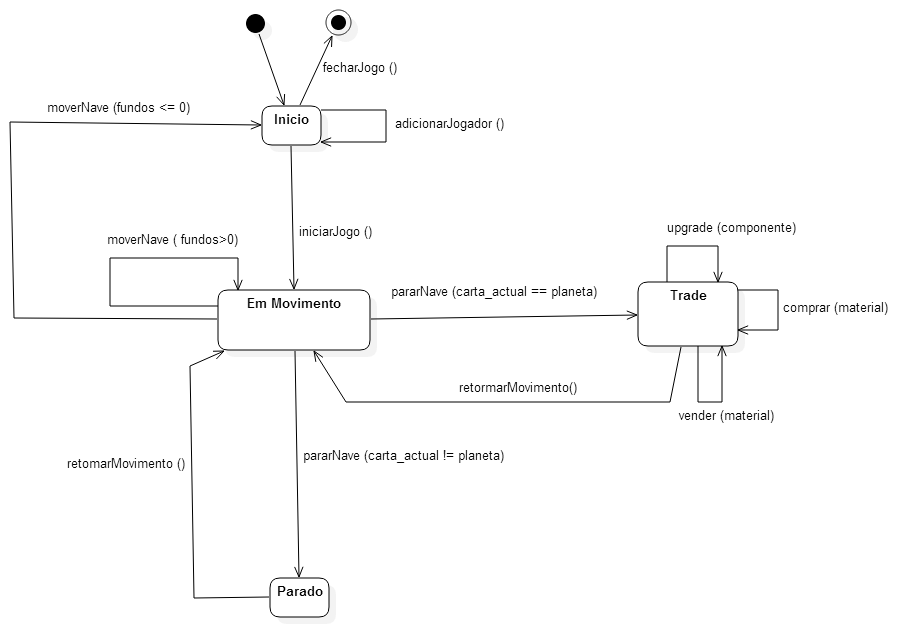 fecharJogo ()
moverNave (fundos <= 0)
Inicio
adicionarJogador ()
iniciarJogo ()
upgrade (componente)
moverNave ( fundos>0)
pararNave (carta_actual == planeta)
Em Movimento
Trade
comprar (material)
retormarMovimento()
vender (material)
pararNave (carta_actual != planeta)
retomarMovimento ()
Parado